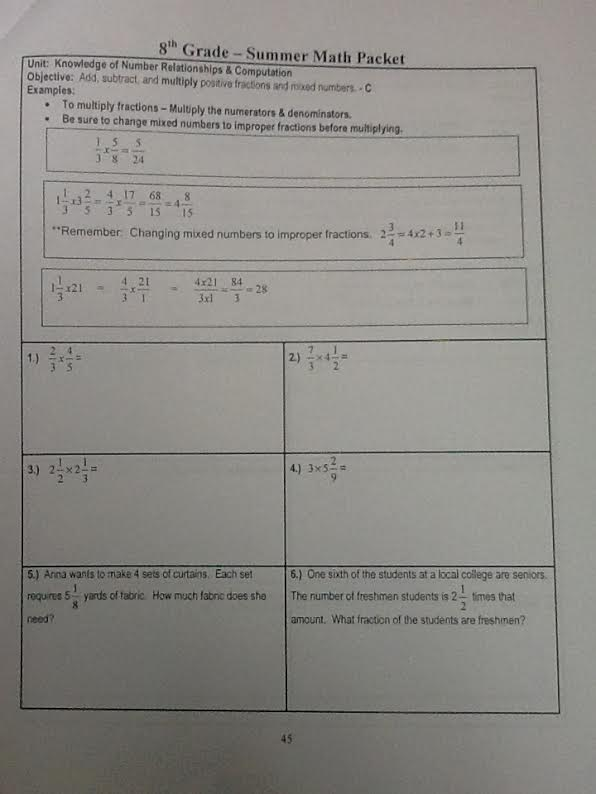 8th Grade – Summer Math Packet
Unit: Knowledge of Number Relationships & Computation
Objective: Add, subtract, and multiply positive fractions and mixed numbers. - C
Examples:
• To multiply fractions – Multiply the numerators & denominators.
• Be sure to change mixed numbers to improper fractions before multiplying.
1/3 x 5/8 = 5/24
1 1/3 x 3 2/5 = 4/3 x 17/5 = 68/15 = 4 8/15
**Remember: Changing mixed numbers to improper fractions. 2 3/4 = 4x2+3 = 11/4
1 1/3 x 21 = 4/3 x 21/1 = 4x21/3x1 = 84/3 = 28
1.) 2/3 x 4/5 =
2.) 7/3 × 4 1/2 =
3.) 2 1/2 × 2 1/3 =
4.) 3 × 5 2/9 =
5.) Anna wants to make 4 sets of curtains. Each set
requires 5 1/8 yards of fabric. How much fabric does she
need?
6.) One sixth of the students at a local college are seniors.
The number of freshmen students is 2 1/2 times that
amount. What fraction of the students are freshmen?
45